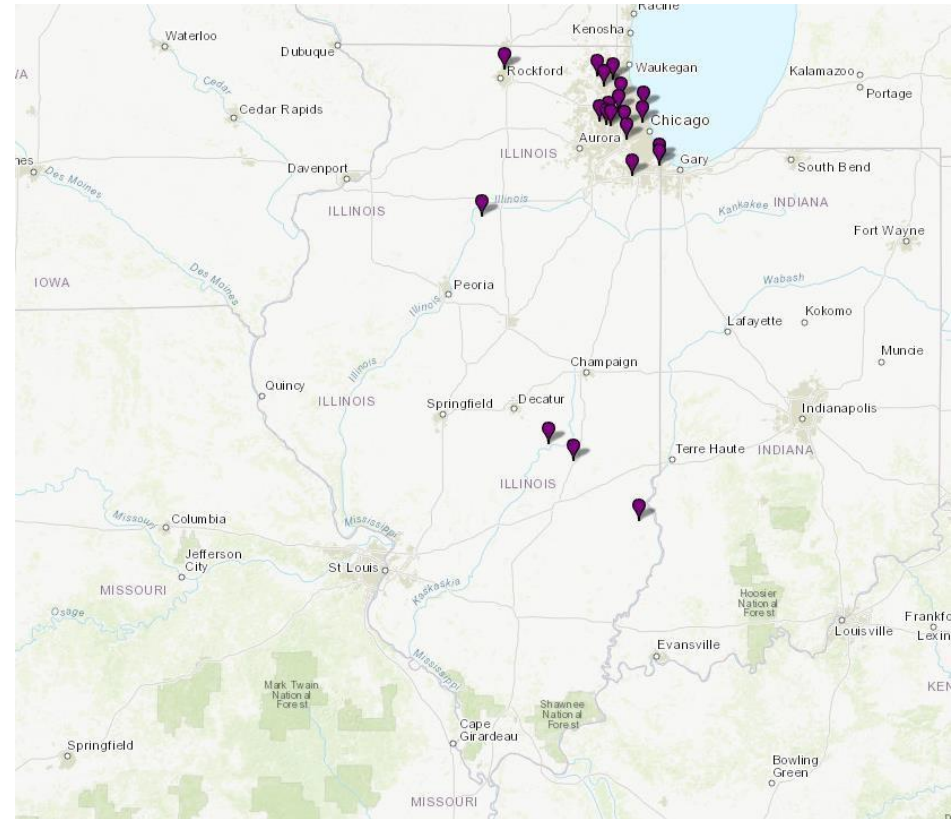 Racine
Kenosha
Waterloo
Dubuque
Waukegan
Rockford
Kalamazoo
Portage
Cedar
Cedar Rapids
Chicago
Aurora
ILLINOIS
Gary
South Bend
Davenport
Des Moines
Illinois
ILLINOIS
Kankakee
INDIANA
Fort Wayne
Des Moines
IOWA
Wabash
Peoria
Illinois
Kokomo
Lafayette
Muncie
Illinois
Champaign
Quincy
ILLINOIS
Springfield
Decatur
Indianapolis
Terre Haute
INDIANA
ILLINOIS
Missouri
Columbia
Mississippi
Jefferson
City
St Louis
Kaskaskia
MISSOURI
Osage
Hoosier
National
Forest
Louisville
Frankfo
Lexin
Evansville
Mississippi
Mark Twain
National
Forest
KEN
Shawnee
National
Forest
Cape
Girardeau
Springfield
Bowling
Green
MISSOURI